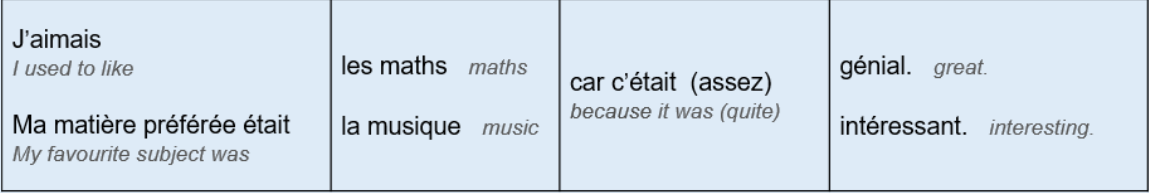 J'aimais
I used to like
Ma matière préférée était
My favourite subject was
les maths maths
la musique music
car c'était (assez)
because it was (quite)
génial. great.
intéressant. interesting.